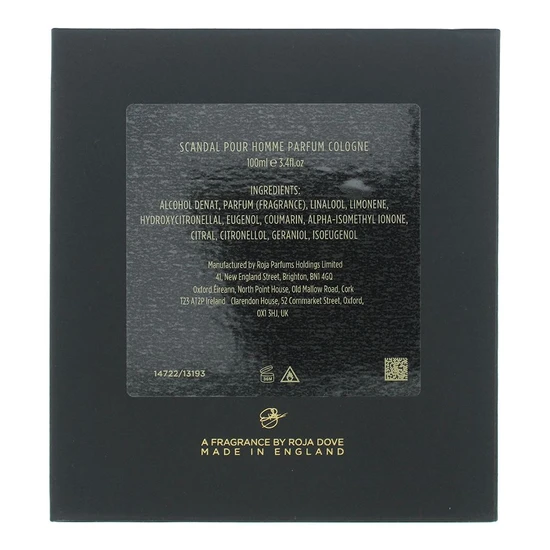 SCANDAL POUR HOMME PARFUM COLOGNE
100ml e 3.4fl.oz
INGREDIENTS:
ALCOHOL DENAT, PARFUM (FRAGRANCE), LINALOOL, LIMONENE,
HYDROXYCITRONELLAL, EUGENOL, COUMARIN, ALPHA-ISOMETHYL IONONE,
CITRAL, CITRONELLOL, GERANIOL, ISOEUGENOL
Manufactured by Roja Parfums Holdings Limited
41, New England Street, Brighton, BN1 4GQ
Oxford Éireann, North Point House, Old Mallow Road, Cork
T23 AT2P Ireland. Clarendon House, 52 Cornmarket Street, Oxford,
OX1 3HJ, UK
14722/13193
36M
A FRAGRANCE BY ROJA DOVE
MADE IN ENGLAND